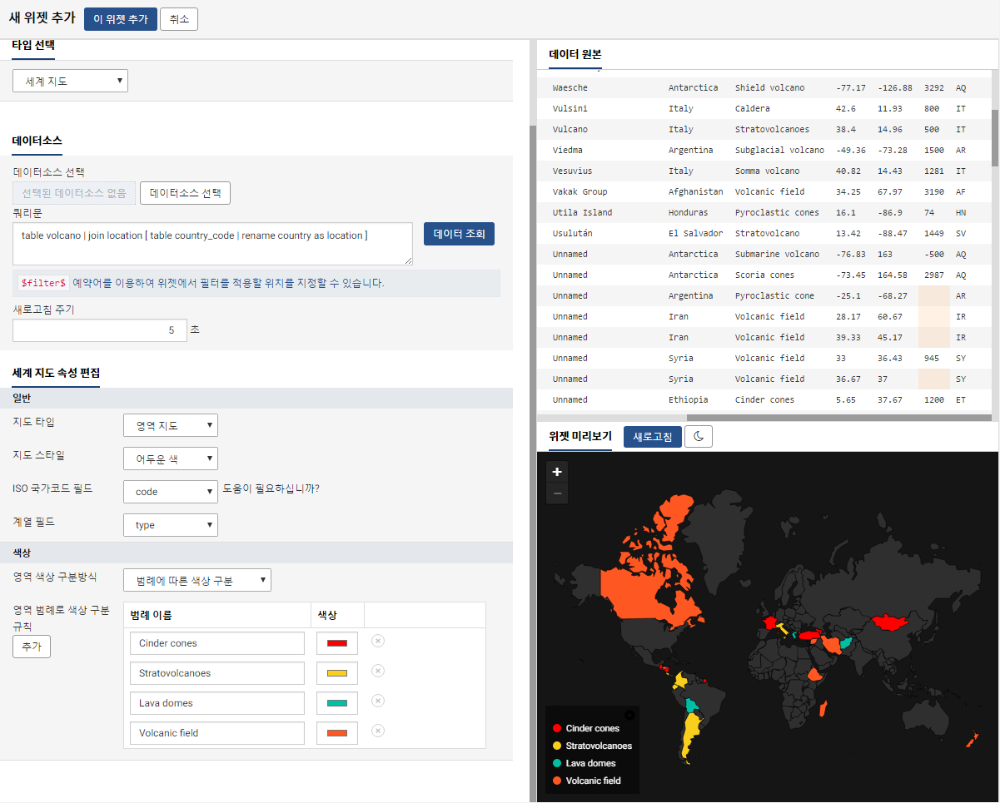 새 위젯 추가 이 위젯 추가 취소
타입 선택
세계 지도
데이터소스
데이터소스 선택
선택된 데이터소스 없음 데이터소스 선택
쿼리문
table volcano | join location [ table country_code | rename country as location ]
데이터 조회
$filter$ 예약어를 이용하여 위젯에서 필터를 적용할 위치를 지정할 수 있습니다.
새로고침 주기
5 초
세계 지도 속성 편집
일반
지도 타입 영역 지도
지도 스타일 어두운 색
ISO 국가코드 필드 code 도움이 필요하십니까?
계열 필드 type
색상
영역 색상 구분방식 범례에 따른 색상 구분
영역 범례로 색상 구분
규칙
추가
범례 이름 색상
Cinder cones
Stratovolcanoes
Lava domes
Volcanic field
데이터 원본
Waesche Antarctica Shield volcano -77.17 -126.88 3292 AQ
Vulsini Italy Caldera 42.6 11.93 800 IT
Vulcano Italy Stratovolcanoes 38.4 14.96 500 IT
Viedma Argentina Subglacial volcano -49.36 -73.28 1500 AR
Vesuvius Italy Somma volcano 40.82 14.43 1281 IT
Vakak Group Afghanistan Volcanic field 34.25 67.97 3190 AF
Utila Island Honduras Pyroclastic cones 16.1 -86.9 74 HN
Usulután El Salvador Stratovolcano 13.42 -88.47 1449 SV
Unnamed Antarctica Submarine volcano -76.83 163 -500 AQ
Unnamed Antarctica Scoria cones -73.45 164.58 2987 AQ
Unnamed Argentina Pyroclastic cone -25.1 -68.27 AR
Unnamed Iran Volcanic field 28.17 60.67 IR
Unnamed Iran Volcanic field 39.33 45.17 IR
Unnamed Syria Volcanic field 33 36.43 945 SY
Unnamed Syria Volcanic field 36.67 37 SY
Unnamed Ethiopia Cinder cones 5.65 37.67 1200 ET
위젯 미리보기 새로고침
+
−
Cinder cones
Stratovolcanoes
Lava domes
Volcanic field